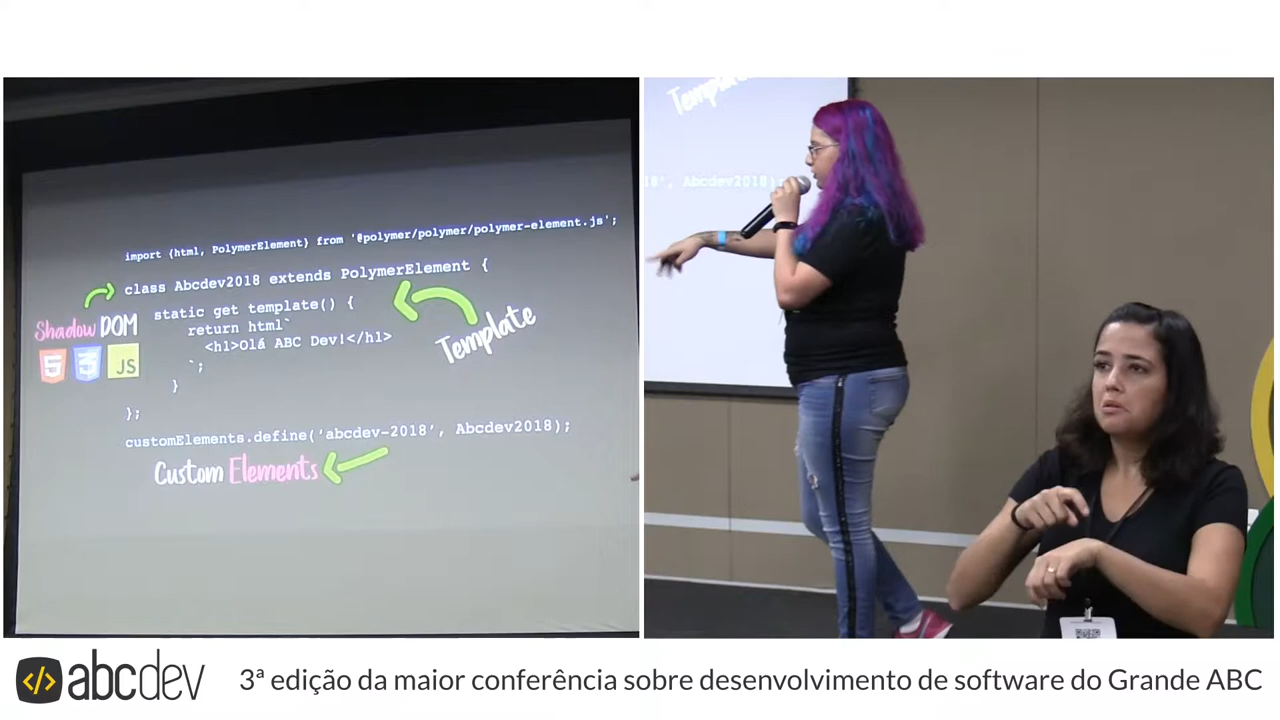 import {html, PolymerElement} from '@polymer/polymer/polymer-element.js';
class Abcdev2018 extends PolymerElement {
static get template() {
return html`
<h1>Olá ABC Dev!</h1>
`;
}
};
customElements.define('abcdev-2018', Abcdev2018);
Shadow DOM
JS
Template
Custom Elements
Template
18', Abcdev2018);
</> abcdev
3ª edição da maior conferência sobre desenvolvimento de software do Grande ABC